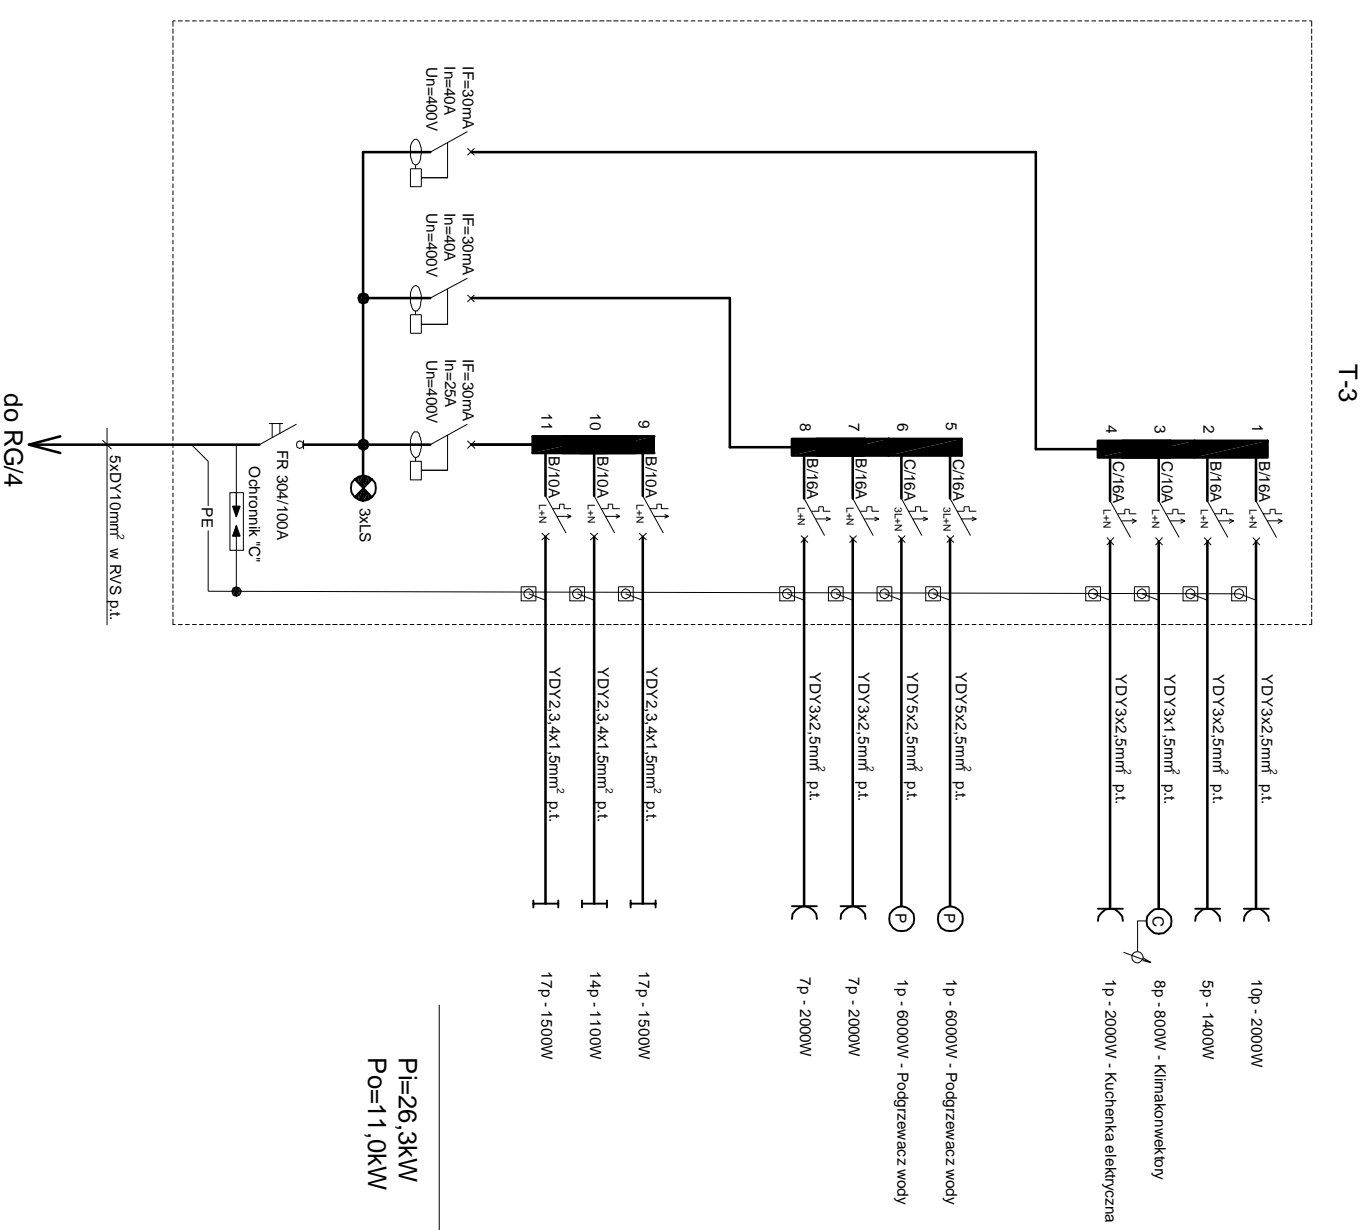 T-3
1
B/16A
L+N
YDY3x2,5mm² p.t.
10p - 2000W
2
B/16A
L+N
YDY3x2,5mm² p.t.
5p - 1400W
3
C/10A
L+N
YDY3x1,5mm² p.t.
C
8p - 800W - Klimakonwektory
4
C/16A
L+N
YDY3x2,5mm² p.t.
1p - 2000W - Kuchenka elektryczna
5
C/16A
3L+N
YDY5x2,5mm² p.t.
P
1p - 6000W - Podgrzewacz wody
6
C/16A
3L+N
YDY5x2,5mm² p.t.
P
1p - 6000W - Podgrzewacz wody
7
B/16A
L+N
YDY3x2,5mm² p.t.
7p - 2000W
8
B/16A
L+N
YDY3x2,5mm² p.t.
7p - 2000W
9
B/10A
L+N
YDY2,3,4x1,5mm² p.t.
17p - 1500W
10
B/10A
L+N
YDY2,3,4x1,5mm² p.t.
14p - 1100W
11
B/10A
L+N
YDY2,3,4x1,5mm² p.t.
17p - 1500W
IF=30mA
In=40A
Un=400V
IF=30mA
In=40A
Un=400V
IF=30mA
In=25A
Un=400V
3xLS
FR 304/100A
Ochronnik "C"
PE
5xDY10mm² w RVS p.t.
do RG/4
Pi=26,3kW
Po=11,0kW